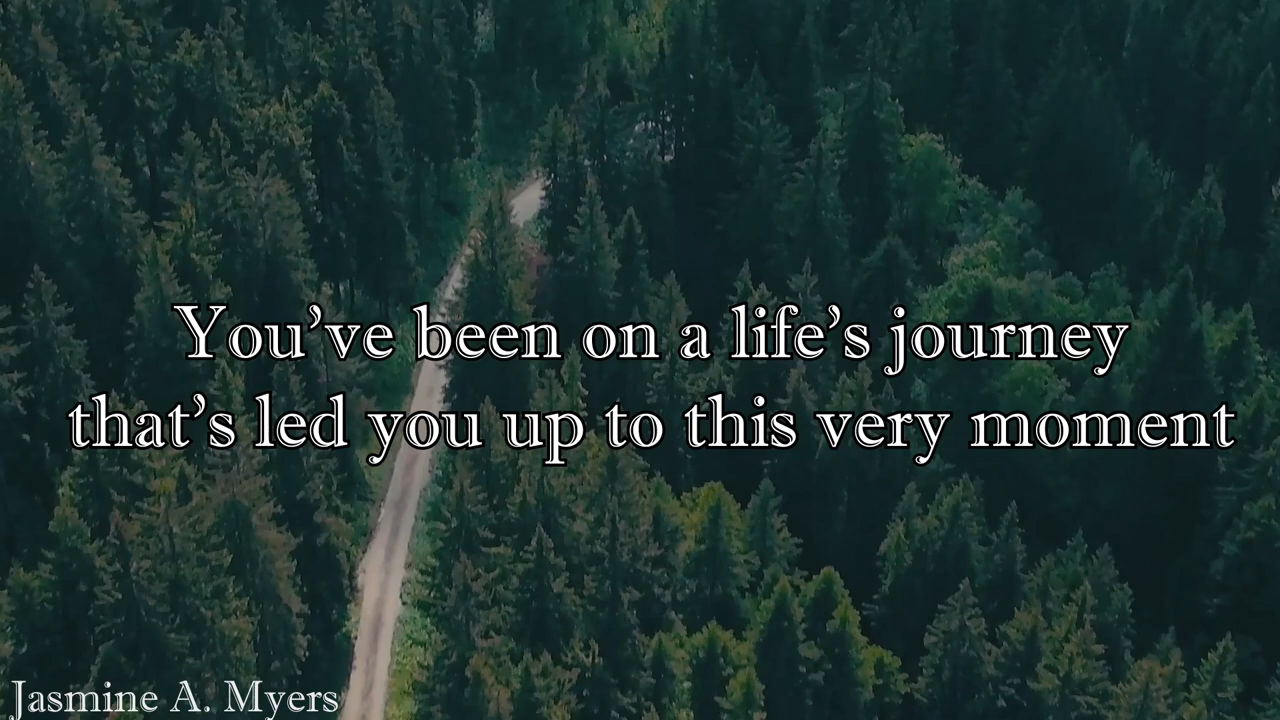 You’ve been on a life’s journey
that’s led you up to this very moment
Jasmine A. Myers